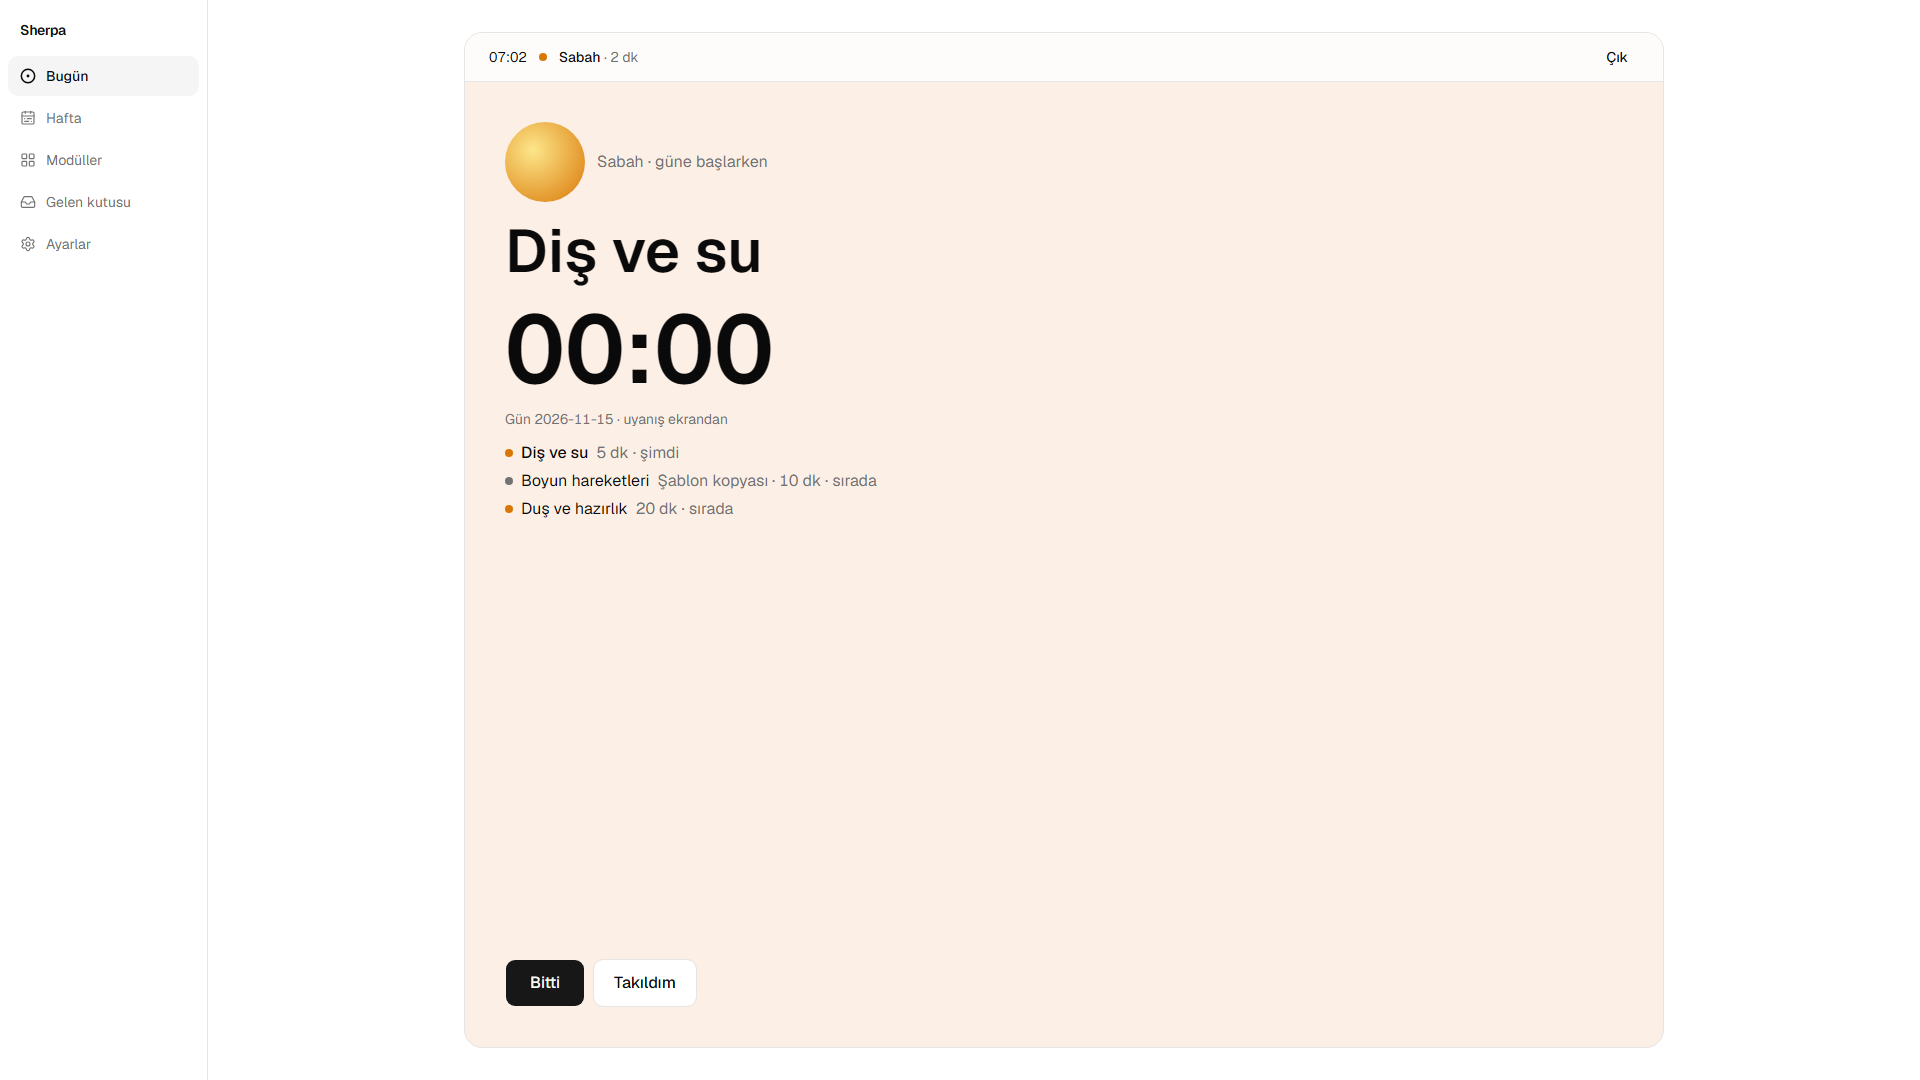 Sherpa
Bugün
Hafta
Modüller
Gelen kutusu
Ayarlar
07:02 Sabah · 2 dk
Çık
Sabah · güne başlarken
Diş ve su
00:00
Gün 2026-11-15 · uyanış ekrandan
Diş ve su 5 dk · şimdi
Boyun hareketleri Şablon kopyası · 10 dk · sırada
Duş ve hazırlık 20 dk · sırada
Bitti
Takıldım